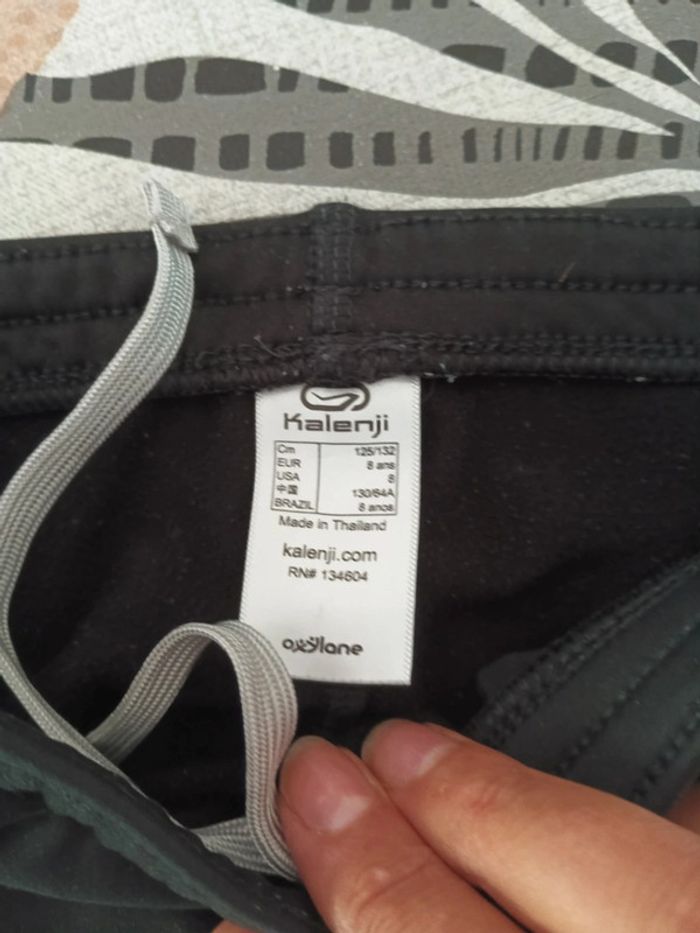 Kalenji
Cm 125/132
EUR 8 ans
USA 8
中国 130/64A
BRAZIL 8 anos
Made in Thailand
kalenji.com
RN# 134604
oxylane